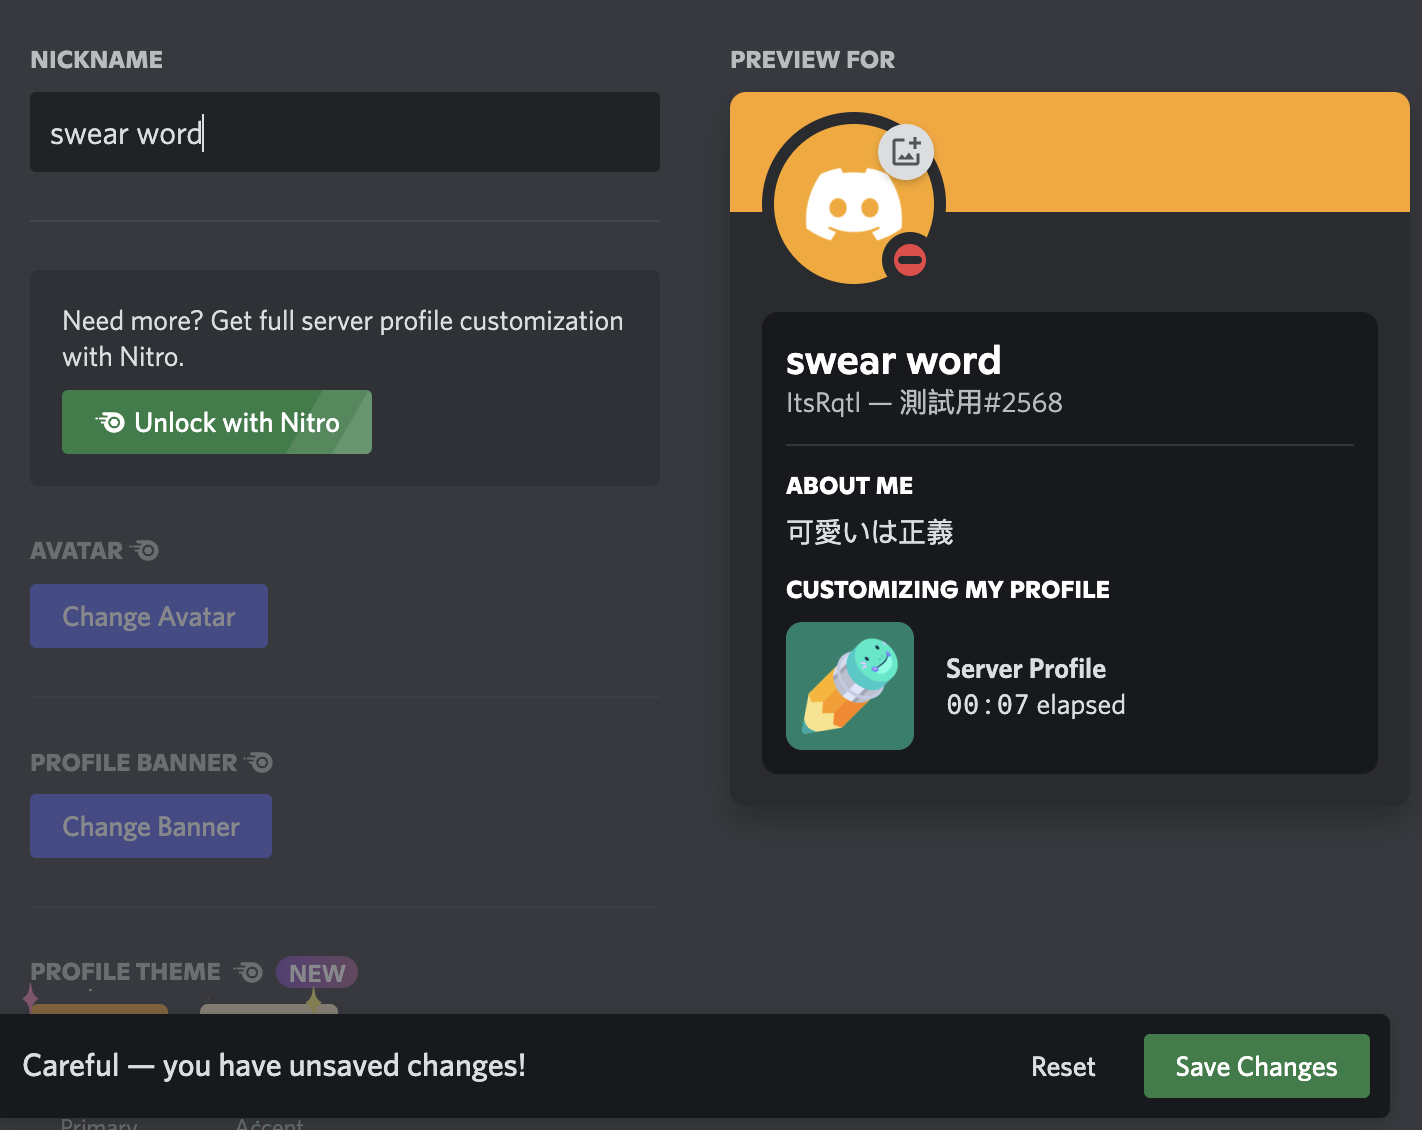 NICKNAME
swear word
Need more? Get full server profile customization
with Nitro.
Unlock with Nitro
AVATAR
Change Avatar
PROFILE BANNER
Change Banner
PROFILE THEME NEW
PREVIEW FOR
swear word
ItsRqtl — 測試用#2568
ABOUT ME
可愛いは正義
CUSTOMIZING MY PROFILE
Server Profile
00:07 elapsed
Careful — you have unsaved changes!
Reset
Save Changes
Primary
Accent